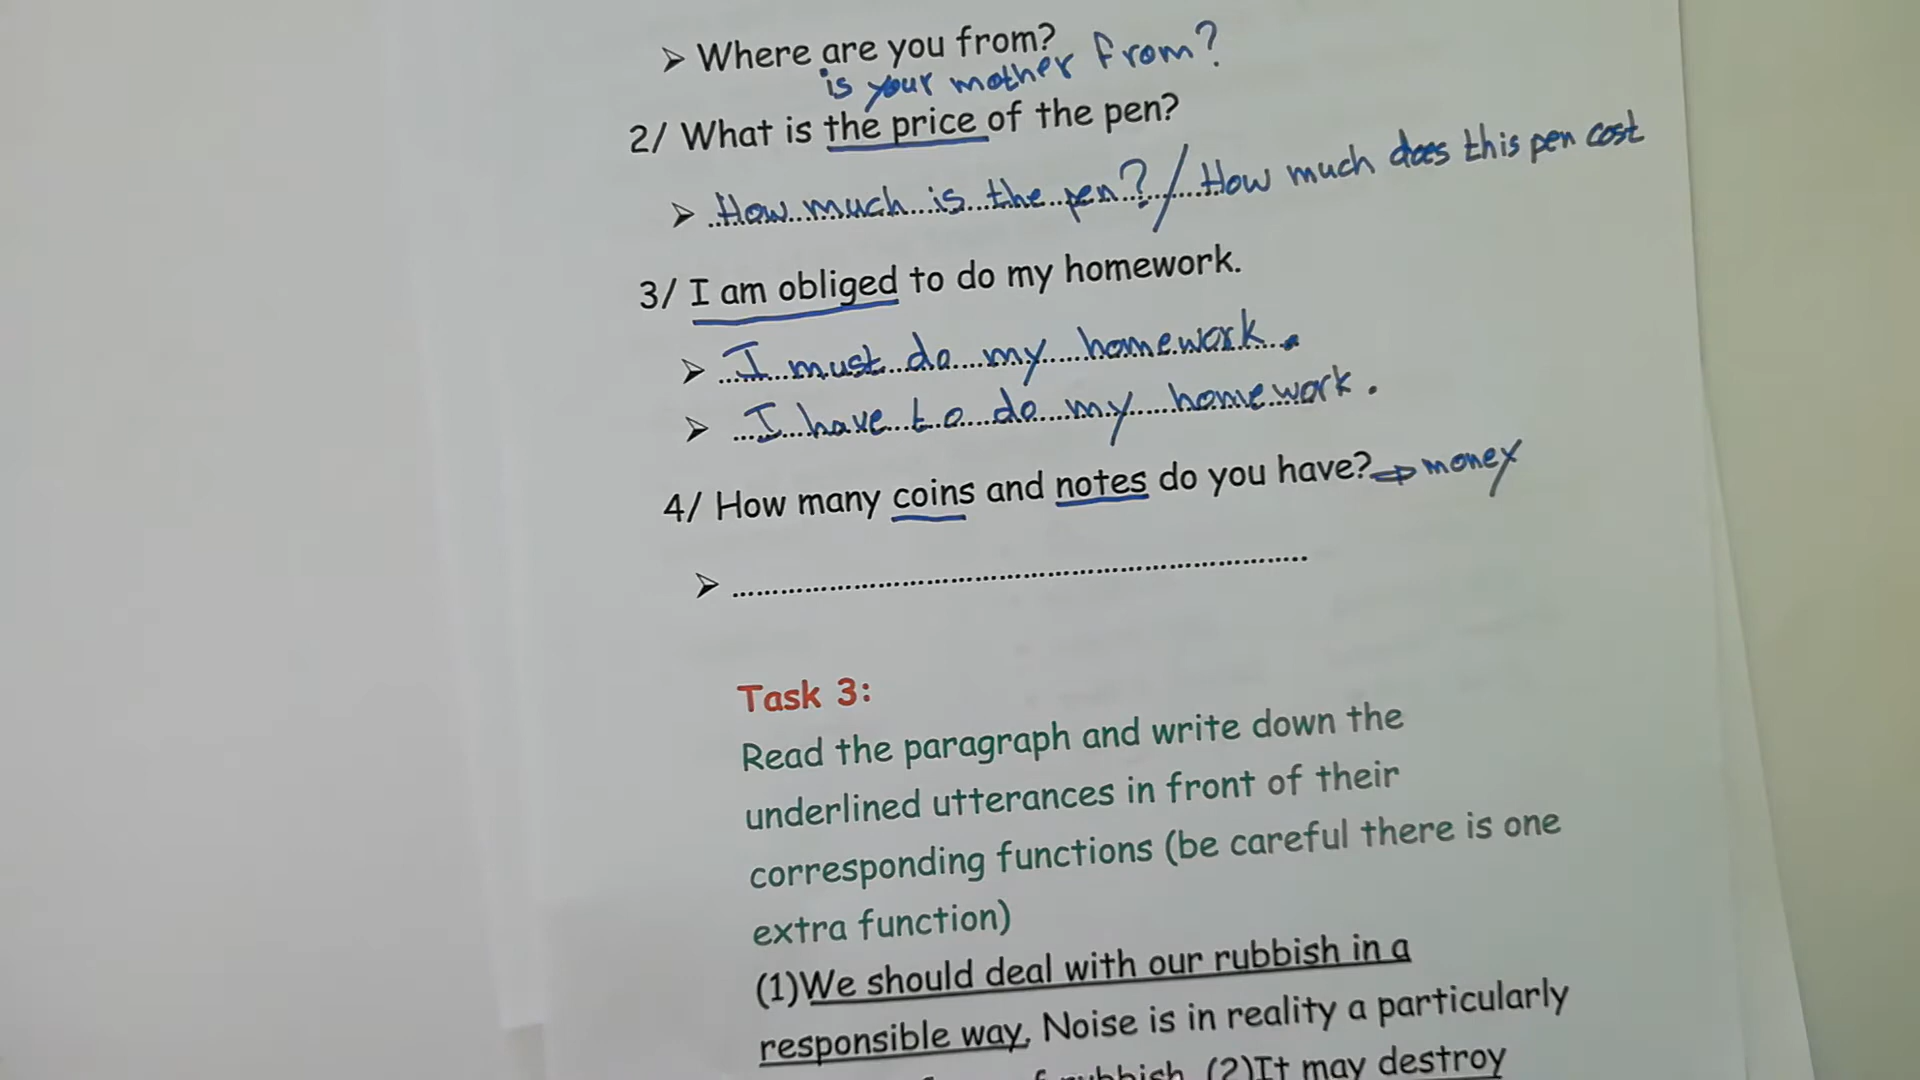 ➢ Where are you from?
is your mother from?
2/ What is the price of the pen?
➢ How much is the pen? / How much does this pen cost
3/ I am obliged to do my homework.
➢ I must do my homework.
➢ I have to do my homework.
4/ How many coins and notes do you have? ⇒ money
➢ ..........................................................................
Task 3:
Read the paragraph and write down the
underlined utterances in front of their
corresponding functions (be careful there is one
extra function)
(1)We should deal with our rubbish in a
responsible way. Noise is in reality a particularly
of rubbish. (2)It may destroy